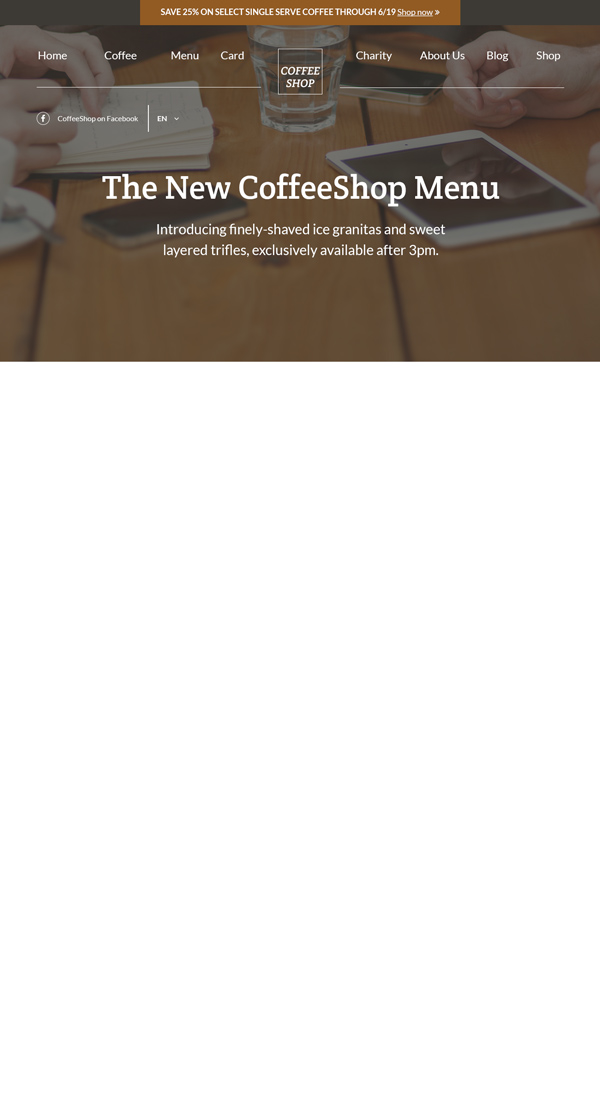 SAVE 25% ON SELECT SINGLE SERVE COFFEE THROUGH 6/19 Shop now »
Home Coffee Menu Card COFFEE SHOP Charity About Us Blog Shop
CoffeeShop on Facebook EN
The New CoffeeShop Menu
Introducing finely-shaved ice granitas and sweet
layered trifles, exclusively available after 3pm.